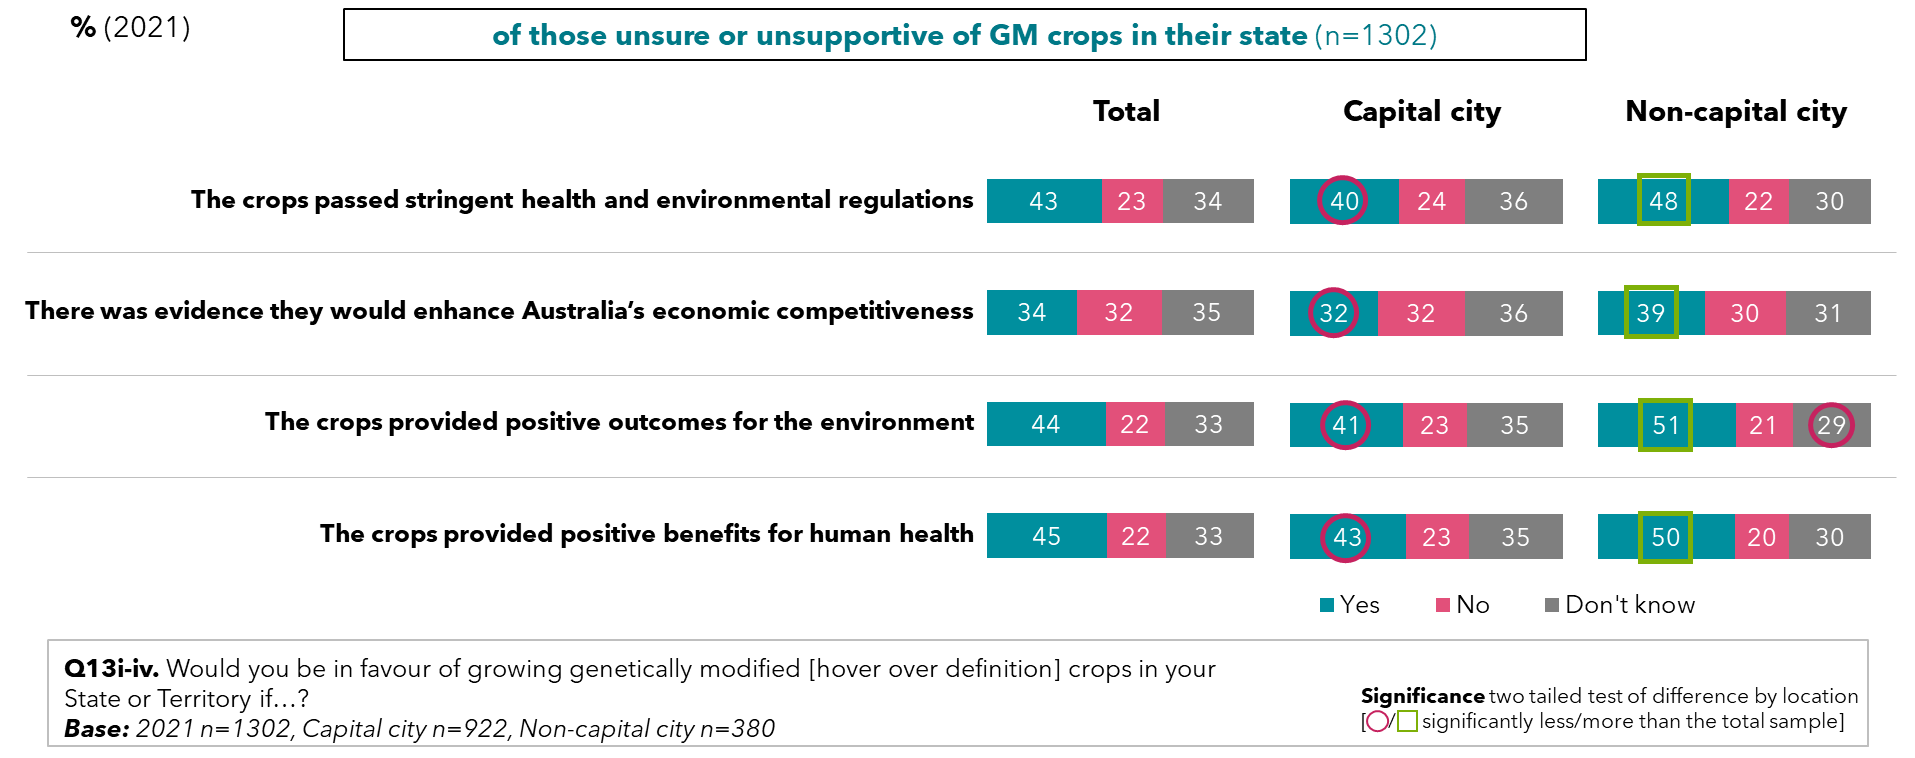 % (2021)
of those unsure or unsupportive of GM crops in their state (n=1302)
Total
Capital city
Non-capital city
The crops passed stringent health and environmental regulations
43 23 34
40 24 36
48 22 30
There was evidence they would enhance Australia’s economic competitiveness
34 32 35
32 32 36
39 30 31
The crops provided positive outcomes for the environment
44 22 33
41 23 35
51 21 29
The crops provided positive benefits for human health
45 22 33
43 23 35
50 20 30
Yes No Don't know
Q13i-iv. Would you be in favour of growing genetically modified [hover over definition] crops in your
State or Territory if…?
Base: 2021 n=1302, Capital city n=922, Non-capital city n=380
Significance two tailed test of difference by location
[/ significantly less/more than the total sample]